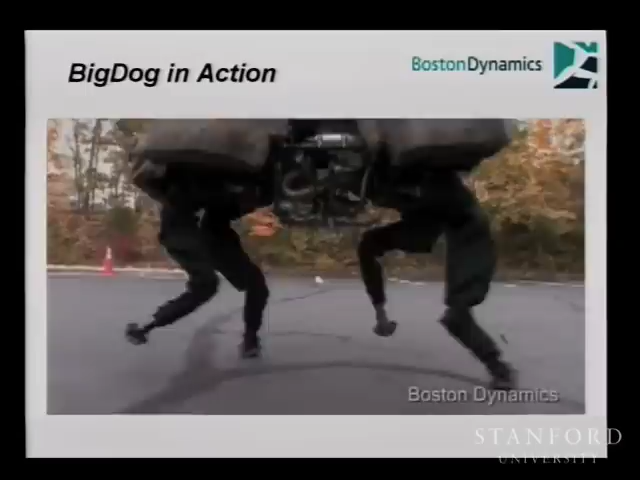 BigDog in Action
BostonDynamics
Boston Dynamics
STANFORD
UNIVERSITY